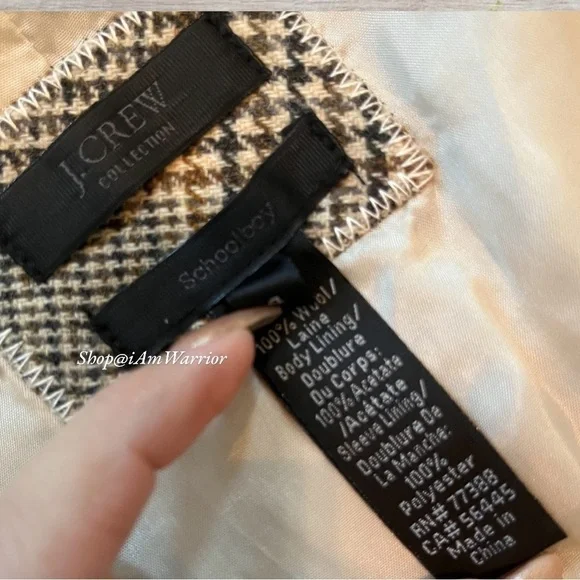 J.CREW
COLLECTION
Schoolboy
100% Wool/
Laine
Body Lining/
Doublure
Du Corps:
100% Acetate
/Acétate
Sleeve Lining/
Doublure De
La Manche:
100%
Polyester
RN# 77388
CA# 56445
Made in
China
Shop@iAmWarrior